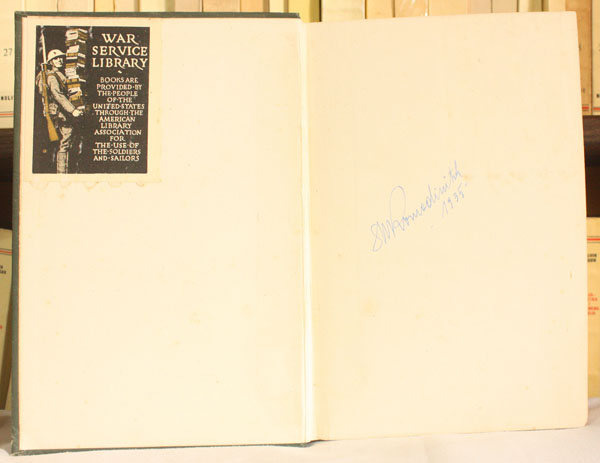 WAR
SERVICE
LIBRARY
BOOKS ARE
PROVIDED BY
THE PEOPLE
OF THE
UNITED STATES
THROUGH THE
AMERICAN
LIBRARY
ASSOCIATION
FOR
THE USE OF
THE SOLDIERS
AND SAILORS
1935